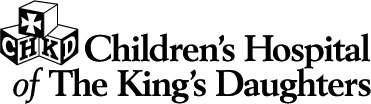 CHKD
Children's Hospital
of The King's Daughters